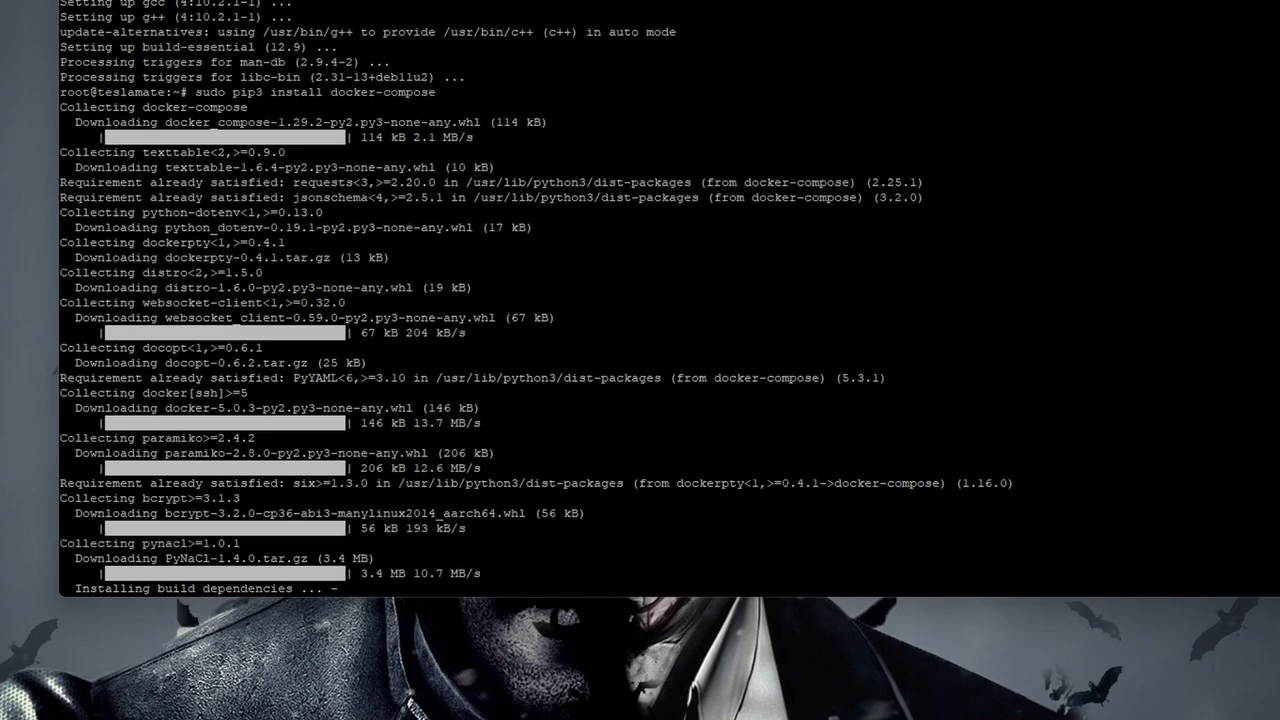 Setting up gcc (4:10.2.1-1) ...
Setting up g++ (4:10.2.1-1) ...
update-alternatives: using /usr/bin/g++ to provide /usr/bin/c++ (c++) in auto mode
Setting up build-essential (12.9) ...
Processing triggers for man-db (2.9.4-2) ...
Processing triggers for libc-bin (2.31-13+deb11u2) ...
root@teslamate:~# sudo pip3 install docker-compose
Collecting docker-compose
  Downloading docker_compose-1.29.2-py2.py3-none-any.whl (114 kB)
| | 114 kB 2.1 MB/s
Collecting texttable<2,>=0.9.0
  Downloading texttable-1.6.4-py2.py3-none-any.whl (10 kB)
Requirement already satisfied: requests<3,>=2.20.0 in /usr/lib/python3/dist-packages (from docker-compose) (2.25.1)
Requirement already satisfied: jsonschema<4,>=2.5.1 in /usr/lib/python3/dist-packages (from docker-compose) (3.2.0)
Collecting python-dotenv<1,>=0.13.0
  Downloading python_dotenv-0.19.1-py2.py3-none-any.whl (17 kB)
Collecting dockerpty<1,>=0.4.1
  Downloading dockerpty-0.4.1.tar.gz (13 kB)
Collecting distro<2,>=1.5.0
  Downloading distro-1.6.0-py2.py3-none-any.whl (19 kB)
Collecting websocket-client<1,>=0.32.0
  Downloading websocket_client-0.59.0-py2.py3-none-any.whl (67 kB)
| | 67 kB 204 kB/s
Collecting docopt<1,>=0.6.1
  Downloading docopt-0.6.2.tar.gz (25 kB)
Requirement already satisfied: PyYAML<6,>=3.10 in /usr/lib/python3/dist-packages (from docker-compose) (5.3.1)
Collecting docker[ssh]>=5
  Downloading docker-5.0.3-py2.py3-none-any.whl (146 kB)
| | 146 kB 13.7 MB/s
Collecting paramiko>=2.4.2
  Downloading paramiko-2.8.0-py2.py3-none-any.whl (206 kB)
| | 206 kB 12.6 MB/s
Requirement already satisfied: six>=1.3.0 in /usr/lib/python3/dist-packages (from dockerpty<1,>=0.4.1->docker-compose) (1.16.0)
Collecting bcrypt>=3.1.3
  Downloading bcrypt-3.2.0-cp36-abi3-manylinux2014_aarch64.whl (56 kB)
| | 56 kB 193 kB/s
Collecting pynacl>=1.0.1
  Downloading PyNaCl-1.4.0.tar.gz (3.4 MB)
| | 3.4 MB 10.7 MB/s
  Installing build dependencies ... -